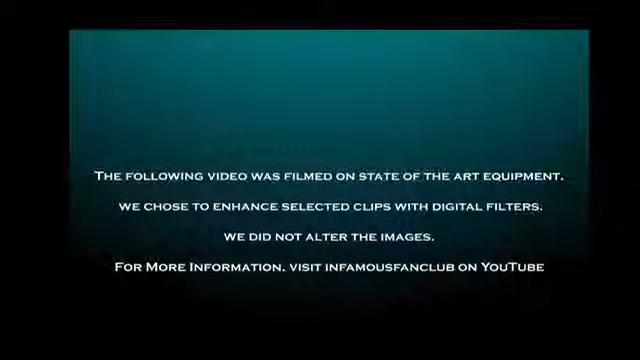 The following video was filmed on state of the art equipment.
we chose to enhance selected clips with digital filters.
we did not alter the images.
For More Information, visit infamousfanclub on YouTube